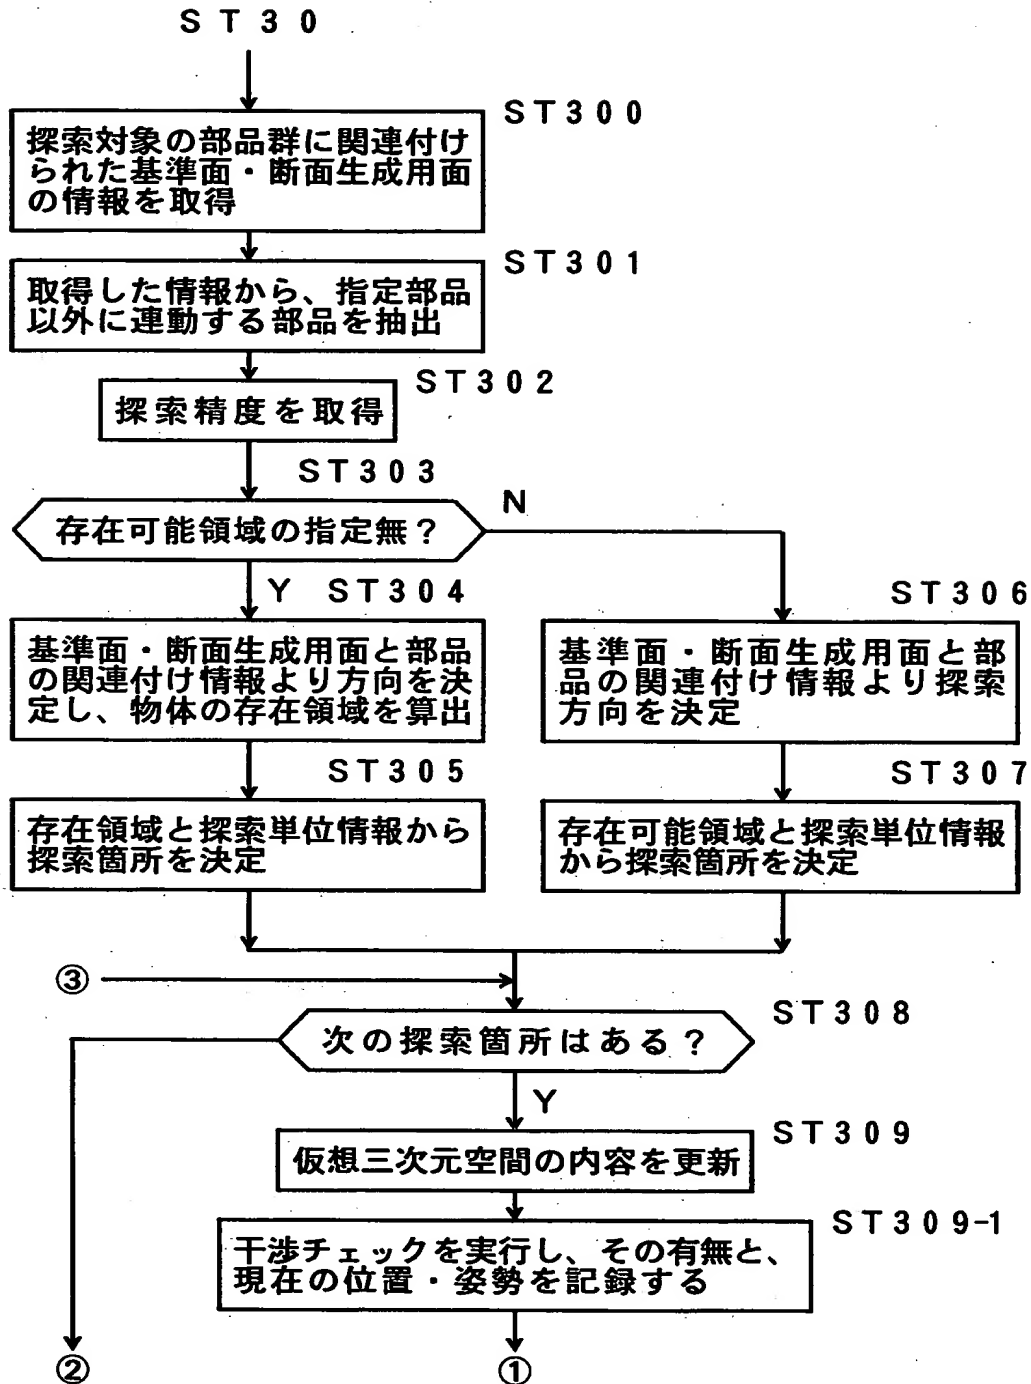 ST30
ST300
探索対象の部品群に関連付け
られた基準面・断面生成用面
の情報を取得
ST301
取得した情報から、指定部品
以外に連動する部品を抽出
ST302
探索精度を取得
ST303
存在可能領域の指定無？
N
Y
ST304
基準面・断面生成用面と部品
の関連付け情報より方向を決
定し、物体の存在領域を算出
ST306
基準面・断面生成用面と部
品の関連付け情報より探索
方向を決定
ST305
存在領域と探索単位情報から
探索箇所を決定
ST307
存在可能領域と探索単位情報
から探索箇所を決定
③
ST308
次の探索箇所はある？
Y
ST309
仮想三次元空間の内容を更新
ST309-1
干渉チェックを実行し、その有無と、
現在の位置・姿勢を記録する
②
①